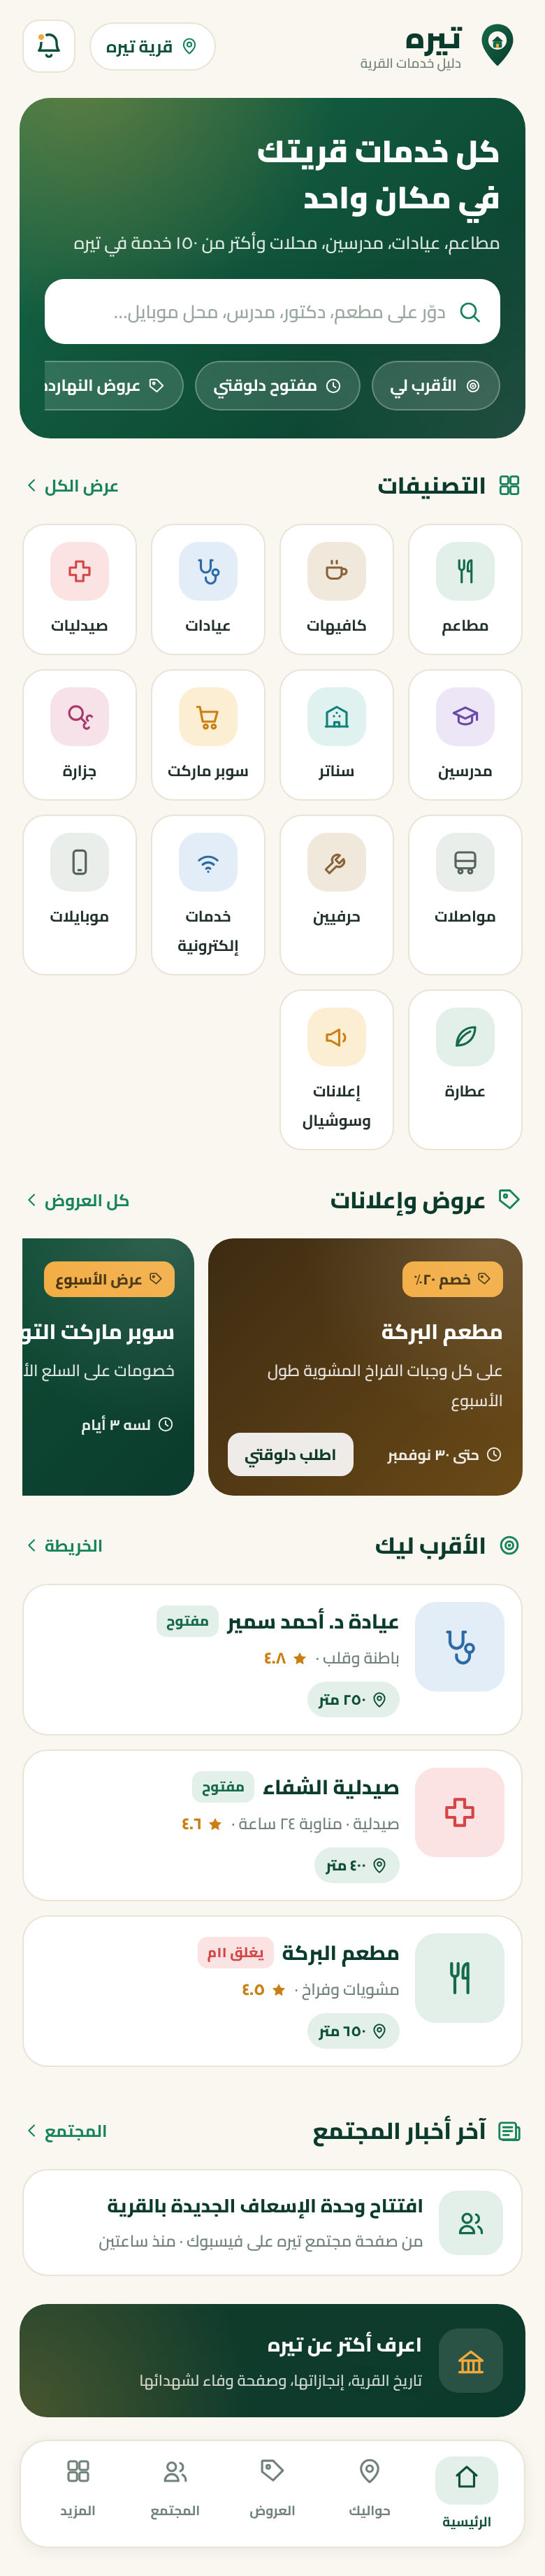 تيره
دليل خدمات القرية
قرية تيره
كل خدمات قريتك
في مكان واحد
مطاعم، عيادات، مدرسين، محلات وأكتر من ١٥٠ خدمة في تيره
دوّر على مطعم، دكتور، مدرس، محل موبايل...
الأقرب لي
مفتوح دلوقتي
عروض النهارده
التصنيفات
عرض الكل
مطاعم
كافيهات
عيادات
صيدليات
مدرسين
سناتر
سوبر ماركت
جزارة
مواصلات
حرفيين
خدمات
إلكترونية
موبايلات
عطارة
إعلانات
وسوشيال
عروض وإعلانات
كل العروض
خصم ٢٠٪
مطعم البركة
على كل وجبات الفراخ المشوية طول
الأسبوع
حتى ٣٠ نوفمبر
اطلب دلوقتي
عرض الأسبوع
سوبر ماركت
خصومات على السلع
لسه ٣ أيام
الأقرب ليك
الخريطة
عيادة د. أحمد سمير
مفتوح
باطنة وقلب · ٤.٨
٢٥٠ متر
صيدلية الشفاء
مفتوح
صيدلية · مناوبة ٢٤ ساعة · ٤.٦
٤٠٠ متر
مطعم البركة
يغلق ١١م
مشويات وفراخ · ٤.٥
٦٥٠ متر
آخر أخبار المجتمع
المجتمع
افتتاح وحدة الإسعاف الجديدة بالقرية
من صفحة مجتمع تيره على فيسبوك · منذ ساعتين
اعرف أكتر عن تيره
تاريخ القرية، إنجازاتها، وصفحة وفاء لشهدائها
الرئيسية
حواليك
العروض
المجتمع
المزيد